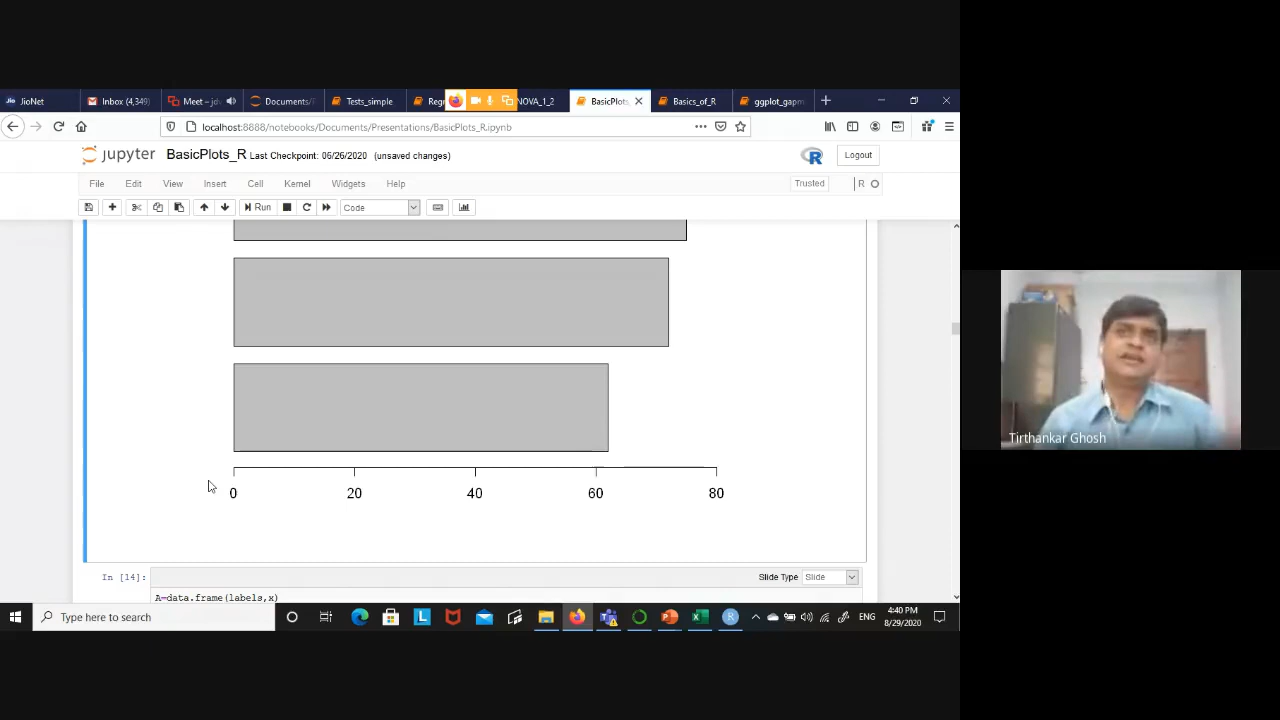 JioNet
Inbox (4,349)
Meet – jd
Documents/
Tests_simple.
Reg
NOVA_1_2
BasicPlots_
Basics_of_R
ggplot_gapm
localhost:8888/notebooks/Documents/Presentations/BasicPlots_R.ipynb
jupyter BasicPlots_R Last Checkpoint: 06/26/2020 (unsaved changes)
Logout
File Edit View Insert Cell Kernel Widgets Help
Trusted R
Run Code
0 20 40 60 80
Tirthankar Ghosh
In [14]:
Slide Type Slide
A=data.frame(labels,x)
Type here to search
ENG
4:40 PM
8/29/2020